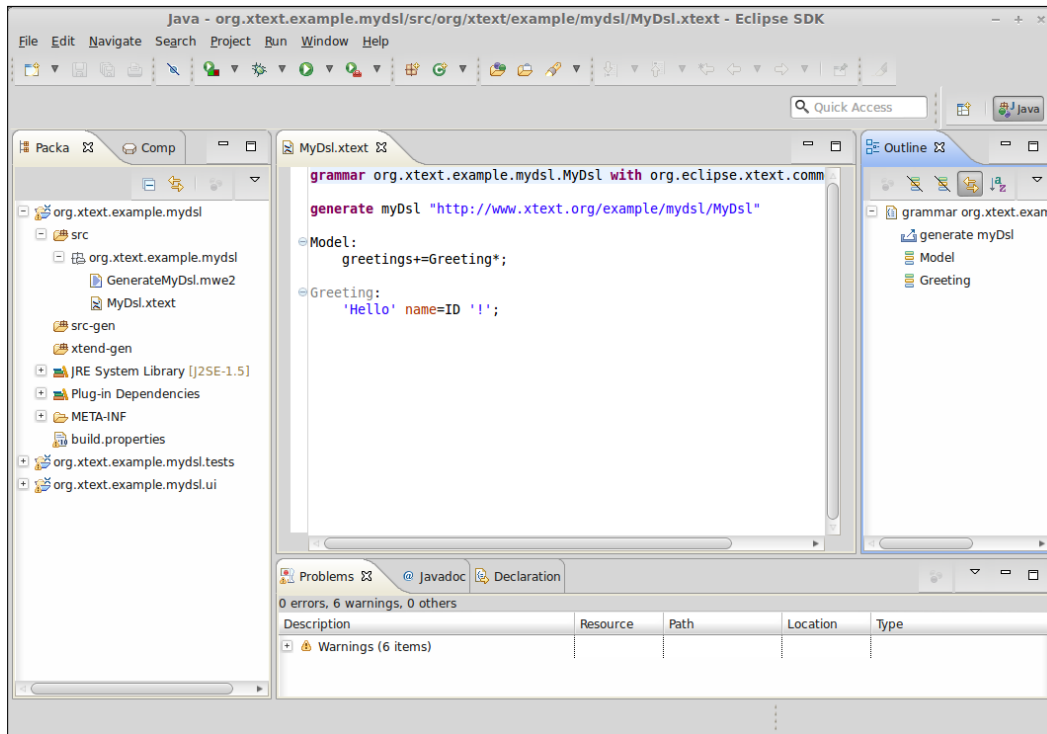 Java - org.xtext.example.mydsl/src/org/xtext/example/mydsl/MyDsl.xtext - Eclipse SDK
File Edit Navigate Search Project Run Window Help
Quick Access
Java
Packa
Comp
org.xtext.example.mydsl
src
org.xtext.example.mydsl
GenerateMyDsl.mwe2
MyDsl.xtext
src-gen
xtend-gen
JRE System Library [J2SE-1.5]
Plug-in Dependencies
META-INF
build.properties
org.xtext.example.mydsl.tests
org.xtext.example.mydsl.ui
MyDsl.xtext
grammar org.xtext.example.mydsl.MyDsl with org.eclipse.xtext.comm
generate myDsl "http://www.xtext.org/example/mydsl/MyDsl"
Model:
greetings+=Greeting*;
Greeting:
'Hello' name=ID '!';
Outline
grammar org.xtext.exam
generate myDsl
Model
Greeting
Problems
@ Javadoc
Declaration
0 errors, 6 warnings, 0 others
Description Resource Path Location Type
Warnings (6 items)